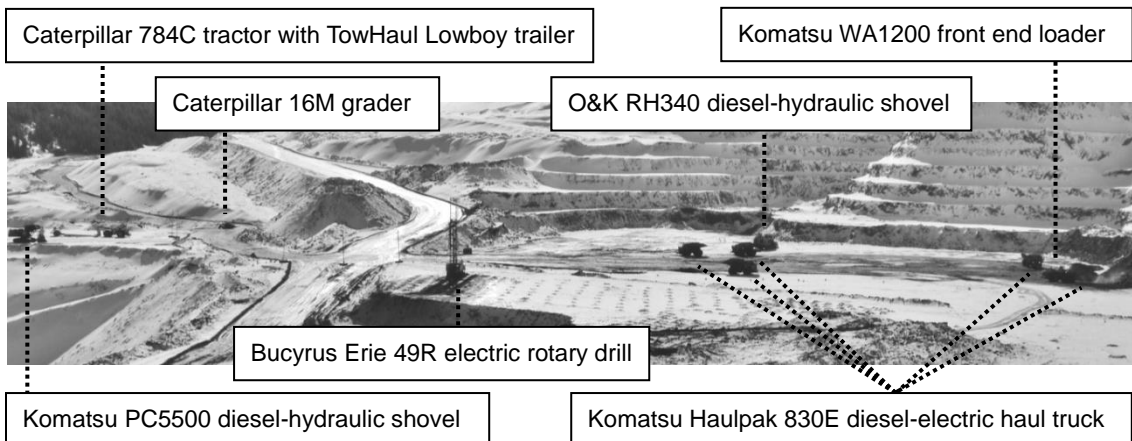 Caterpillar 784C tractor with TowHaul Lowboy trailer
Komatsu WA1200 front end loader
Caterpillar 16M grader
O&K RH340 diesel-hydraulic shovel
Bucyrus Erie 49R electric rotary drill
Komatsu PC5500 diesel-hydraulic shovel
Komatsu Haulpak 830E diesel-electric haul truck